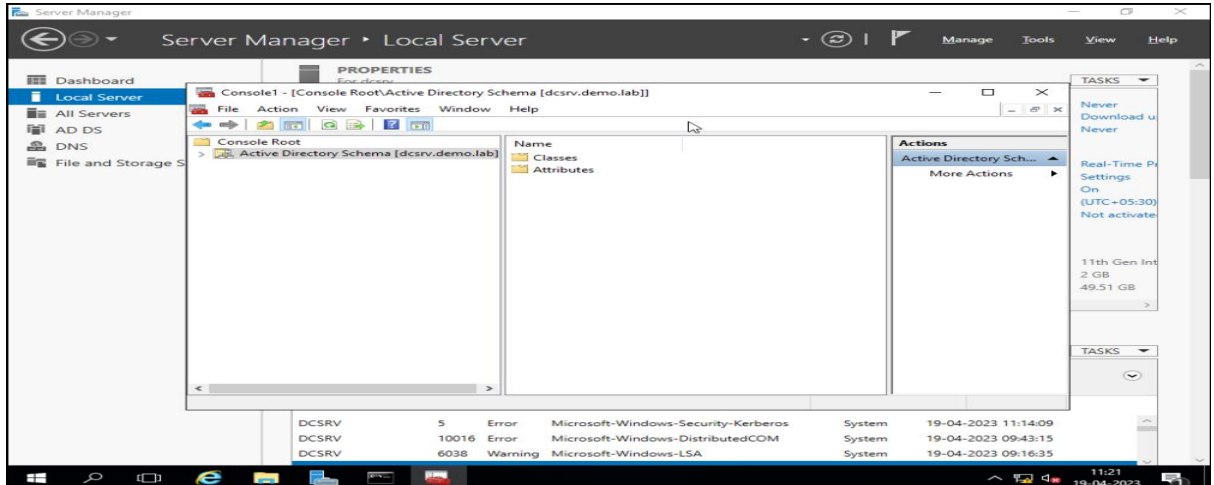 Server Manager
Server Manager • Local Server
Manage Tools View Help
Dashboard
Local Server
All Servers
AD DS
DNS
File and Storage S
PROPERTIES
For dcsrv
TASKS
Console1 - [Console Root\Active Directory Schema [dcsrv.demo.lab]]
File Action View Favorites Window Help
Console Root
Active Directory Schema [dcsrv.demo.lab]
Name
Classes
Attributes
Actions
Active Directory Sch...
More Actions
Never
Download u
Never
Real-Time Pr
Settings
On
(UTC+05:30)
Not activate
11th Gen Int
2 GB
49.51 GB
TASKS
DCSRV 5 Error Microsoft-Windows-Security-Kerberos System 19-04-2023 11:14:09
DCSRV 10016 Error Microsoft-Windows-DistributedCOM System 19-04-2023 09:43:15
DCSRV 6038 Warning Microsoft-Windows-LSA System 19-04-2023 09:16:35
11:21
19-04-2023